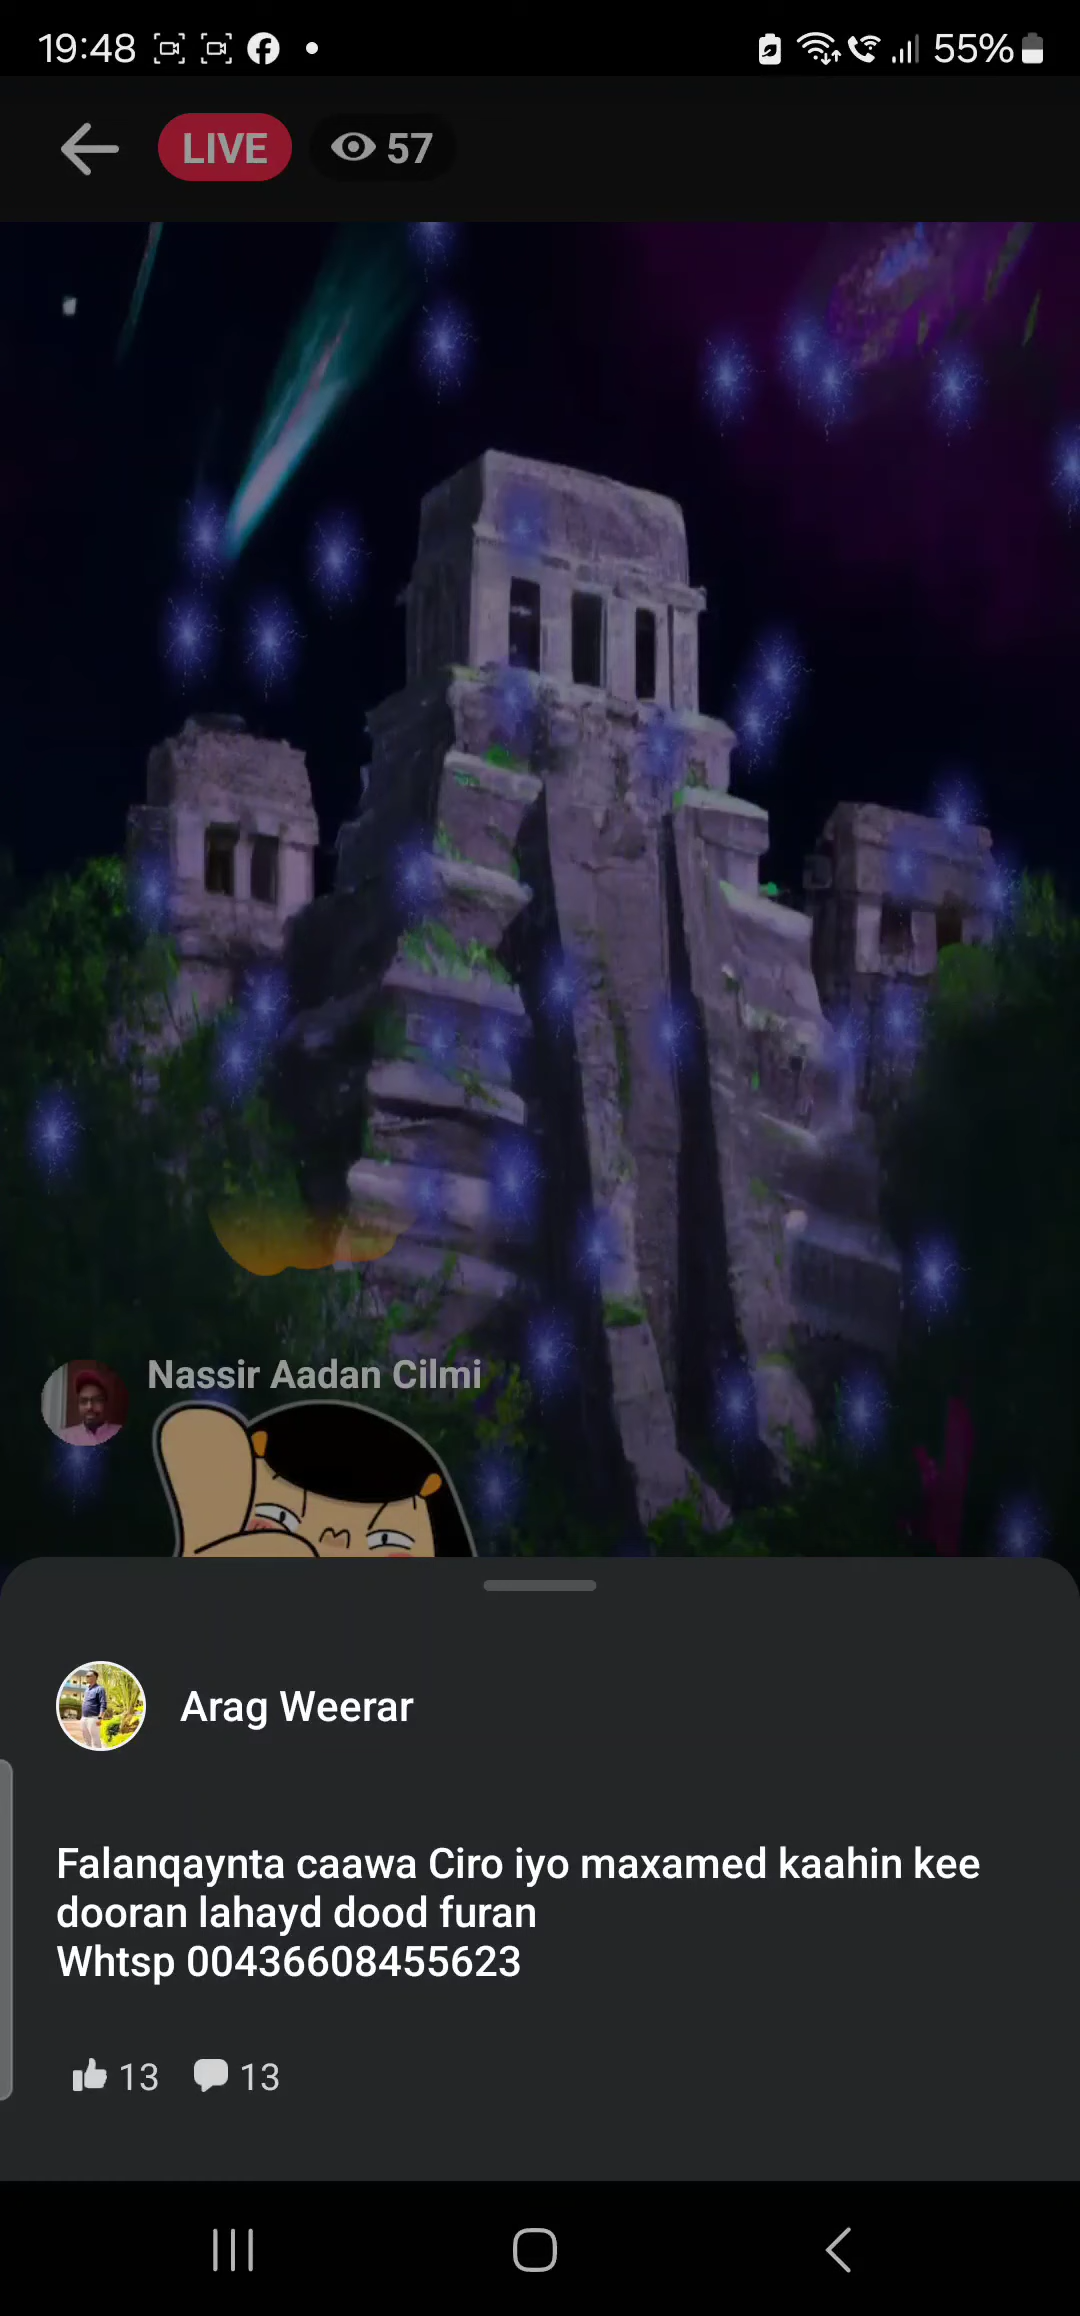 19:48
55%
LIVE
57
Nassir Aadan Cilmi
Arag Weerar
Falanqaynta caawa Ciro iyo maxamed kaahin kee
dooran lahayd dood furan
Whtsp 00436608455623
13 13